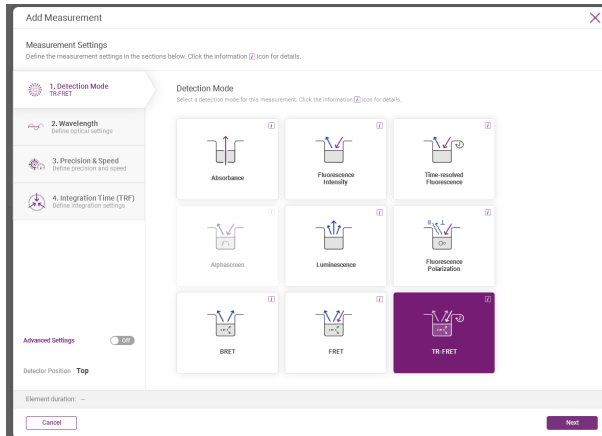 Add Measurement
Measurement Settings
Define the measurement settings in the sections below. Click the information i icon for details.
1. Detection Mode
TR-FRET
2. Wavelength
Define optical settings
3. Precision & Speed
Define precision and speed
4. Integration Time (TRF)
Define integration settings
Advanced Settings
Off
Detector Position Top
Detection Mode
Select a detection mode for this measurement. Click the information i icon for details.
Absorbance
Fluorescence
Intensity
Time-resolved
Fluorescence
Alphascreen
Luminescence
Fluorescence
Polarization
BRET
FRET
TR-FRET
Element duration: --
Cancel
Next